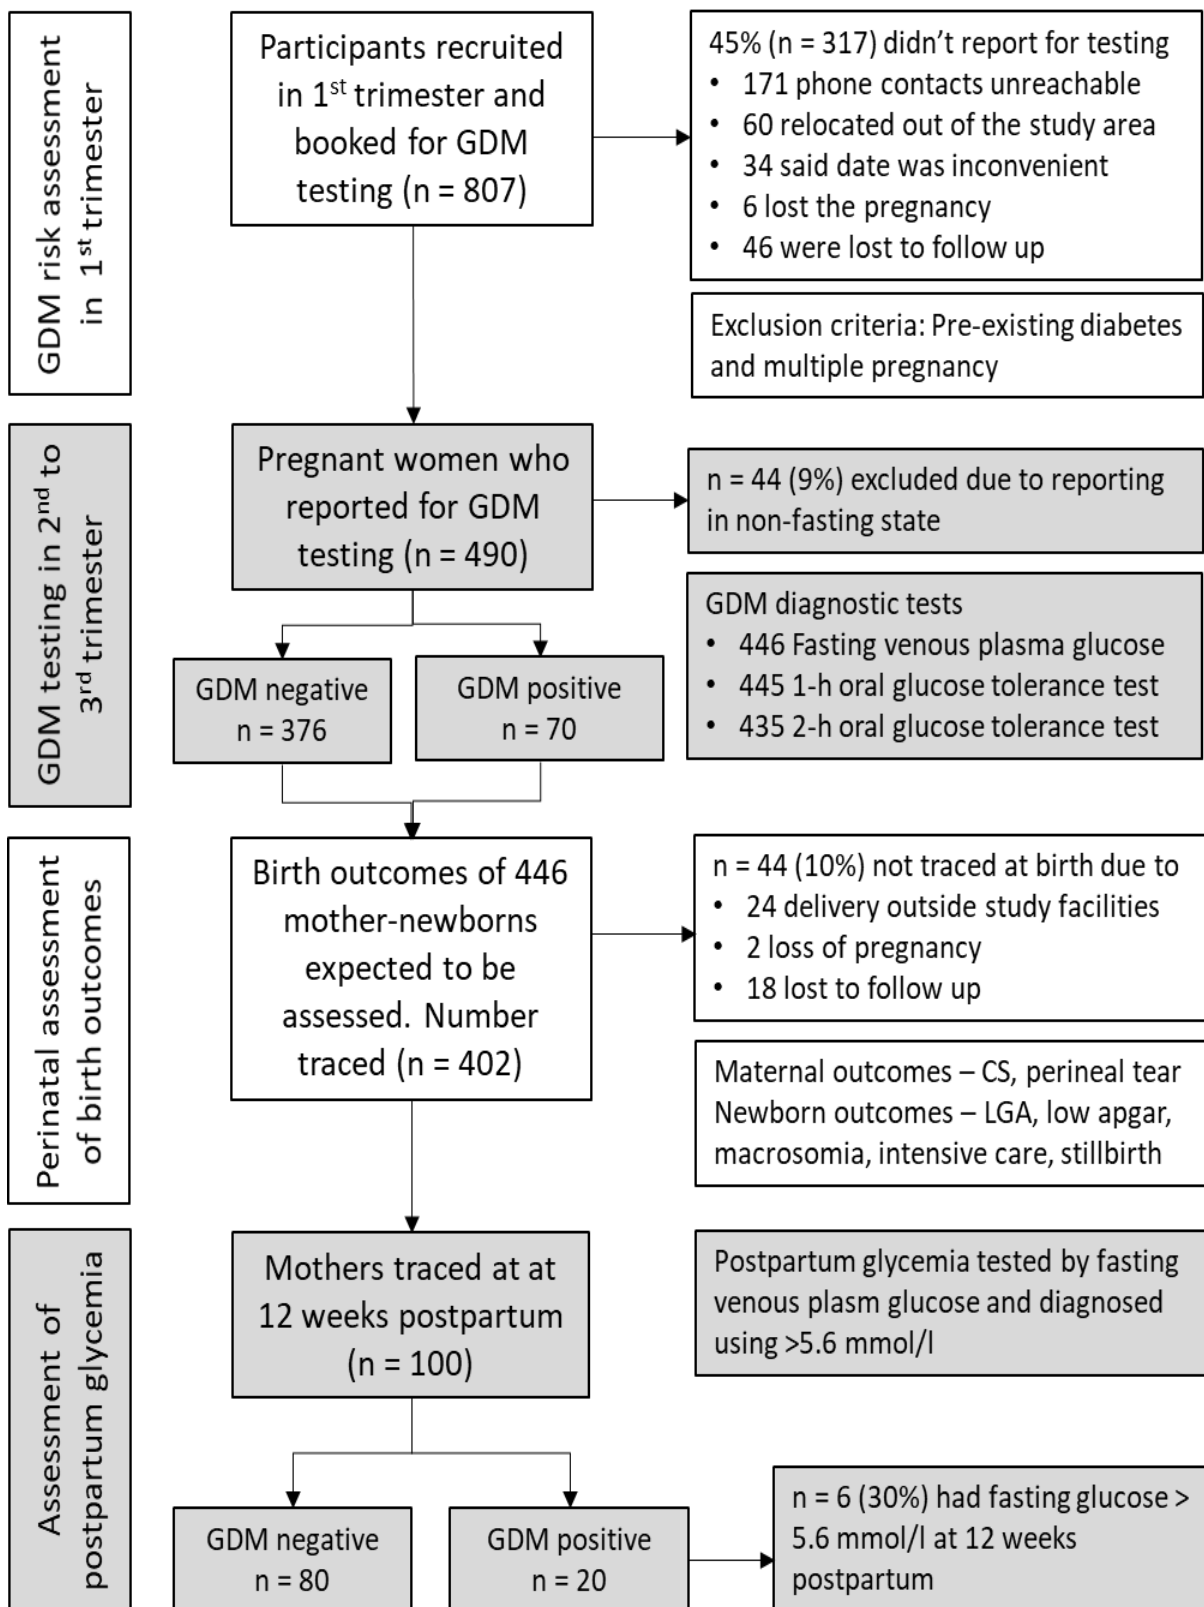 GDM risk assessment
in 1st trimester
Participants recruited
in 1st trimester and
booked for GDM
testing (n = 807)
45% (n = 317) didn’t report for testing
• 171 phone contacts unreachable
• 60 relocated out of the study area
• 34 said date was inconvenient
• 6 lost the pregnancy
• 46 were lost to follow up
Exclusion criteria: Pre-existing diabetes
and multiple pregnancy
GDM testing in 2nd to
3rd trimester
Pregnant women who
reported for GDM
testing (n = 490)
n = 44 (9%) excluded due to reporting
in non-fasting state
GDM diagnostic tests
• 446 Fasting venous plasma glucose
• 445 1-h oral glucose tolerance test
• 435 2-h oral glucose tolerance test
GDM negative
n = 376
GDM positive
n = 70
Perinatal assessment
of birth outcomes
Birth outcomes of 446
mother-newborns
expected to be
assessed. Number
traced (n = 402)
n = 44 (10%) not traced at birth due to
• 24 delivery outside study facilities
• 2 loss of pregnancy
• 18 lost to follow up
Maternal outcomes – CS, perineal tear
Newborn outcomes – LGA, low apgar,
macrosomia, intensive care, stillbirth
Assessment of
postpartum glycemia
Mothers traced at at
12 weeks postpartum
(n = 100)
Postpartum glycemia tested by fasting
venous plasm glucose and diagnosed
using >5.6 mmol/l
GDM negative
n = 80
GDM positive
n = 20
n = 6 (30%) had fasting glucose >
5.6 mmol/l at 12 weeks
postpartum